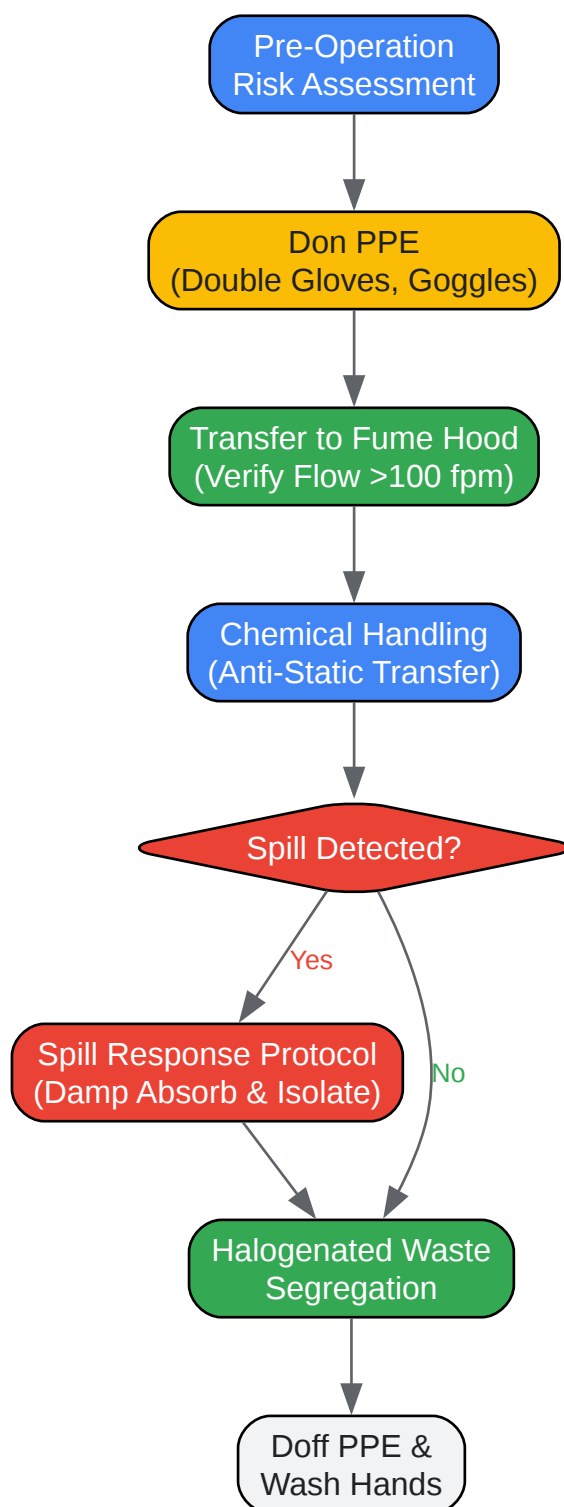 Pre-Operation
Risk Assessment
Don PPE
(Double Gloves, Goggles)
Transfer to Fume Hood
(Verify Flow >100 fpm)
Chemical Handling
(Anti-Static Transfer)
Spill Detected?
Yes
Spill Response Protocol
(Damp Absorb & Isolate)
No
Halogenated Waste
Segregation
Doff PPE &
Wash Hands